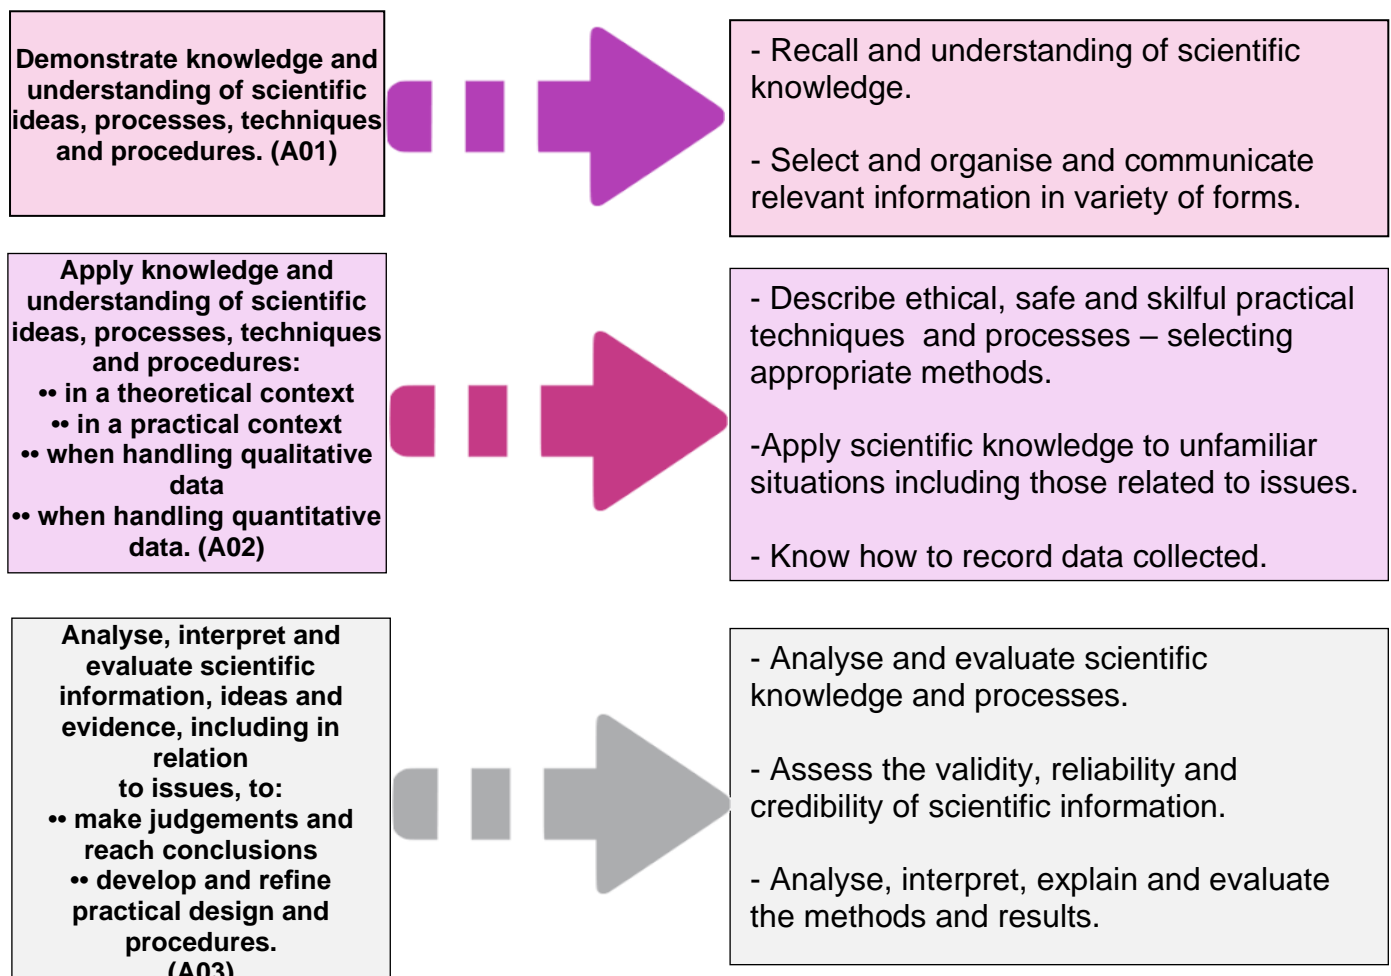 Demonstrate knowledge and
understanding of scientific
ideas, processes, techniques
and procedures. (A01)
- Recall and understanding of scientific
knowledge.
- Select and organise and communicate
relevant information in variety of forms.
Apply knowledge and
understanding of scientific
ideas, processes, techniques
and procedures:
•• in a theoretical context
•• in a practical context
•• when handling qualitative
data
•• when handling quantitative
data. (A02)
- Describe ethical, safe and skilful practical
techniques  and processes – selecting
appropriate methods.
-Apply scientific knowledge to unfamiliar
situations including those related to issues.
- Know how to record data collected.
Analyse, interpret and
evaluate scientific
information, ideas and
evidence, including in
relation
to issues, to:
•• make judgements and
reach conclusions
•• develop and refine
practical design and
procedures.
(A03)
- Analyse and evaluate scientific
knowledge and processes.
- Assess the validity, reliability and
credibility of scientific information.
- Analyse, interpret, explain and evaluate
the methods and results.